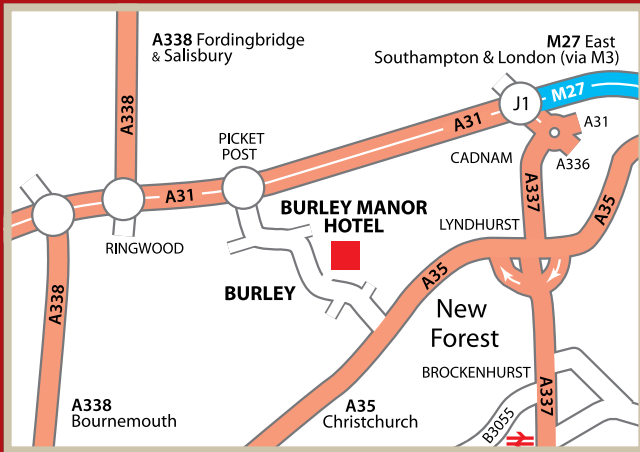 A338 Fordingbridge
& Salisbury
M27 East
Southampton & London (via M3)
A338
M27
J1
A31
A31
PICKET
POST
CADNAM
A336
A31
A337
A35
BURLEY MANOR
HOTEL
LYNDHURST
RINGWOOD
A35
BURLEY
A338
New
Forest
BROCKENHURST
A337
A338
Bournemouth
A35
Christchurch
B3055